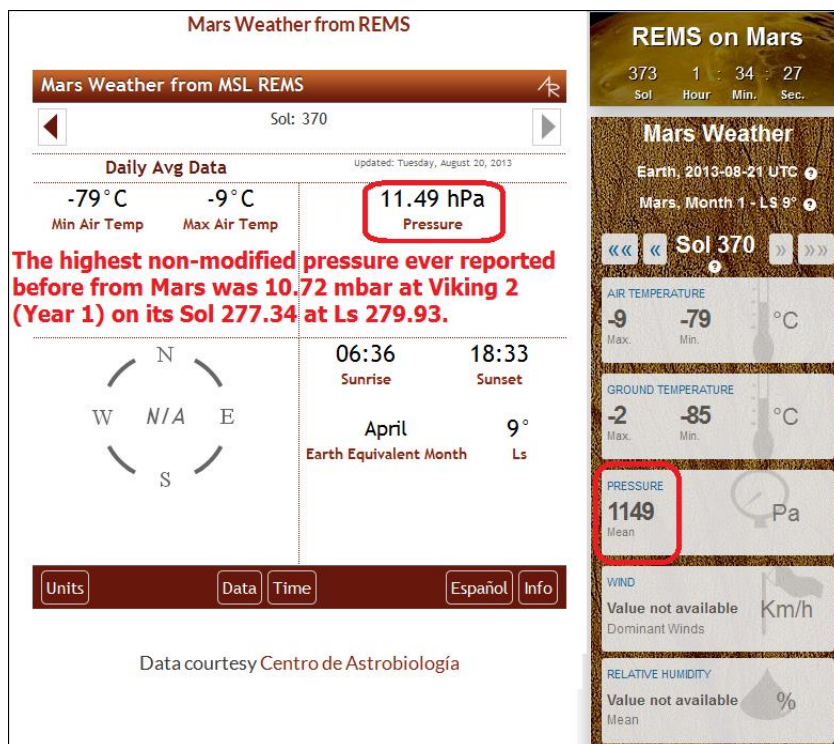 Mars Weather from REMS
Mars Weather from MSL REMS
Sol: 370
Daily Avg Data
Updated: Tuesday, August 20, 2013
-79°C
-9°C
11.49 hPa
Min Air Temp
Max Air Temp
Pressure
The highest non-modified pressure ever reported
before from Mars was 10.72 mbar at Viking 2
(Year 1) on its Sol 277.34 at Ls 279.93.
N
W N/A E
S
06:36
18:33
Sunrise
Sunset
April
9°
Earth Equivalent Month
Ls
Units
Data
Time
Español
Info
Data courtesy Centro de Astrobiología
REMS on Mars
373 1 : 34 : 27
Sol Hour Min. Sec.
Mars Weather
Earth, 2013-08-21 UTC ?
Mars, Month 1 - LS 9° ?
«« « Sol 370 » »»
?
AIR TEMPERATURE
-9 -79 °C
Max. Min.
GROUND TEMPERATURE
-2 -85 °C
Max. Min.
PRESSURE
1149 Pa
Mean
WIND
Value not available Km/h
Dominant Winds
RELATIVE HUMIDITY
Value not available %
Mean